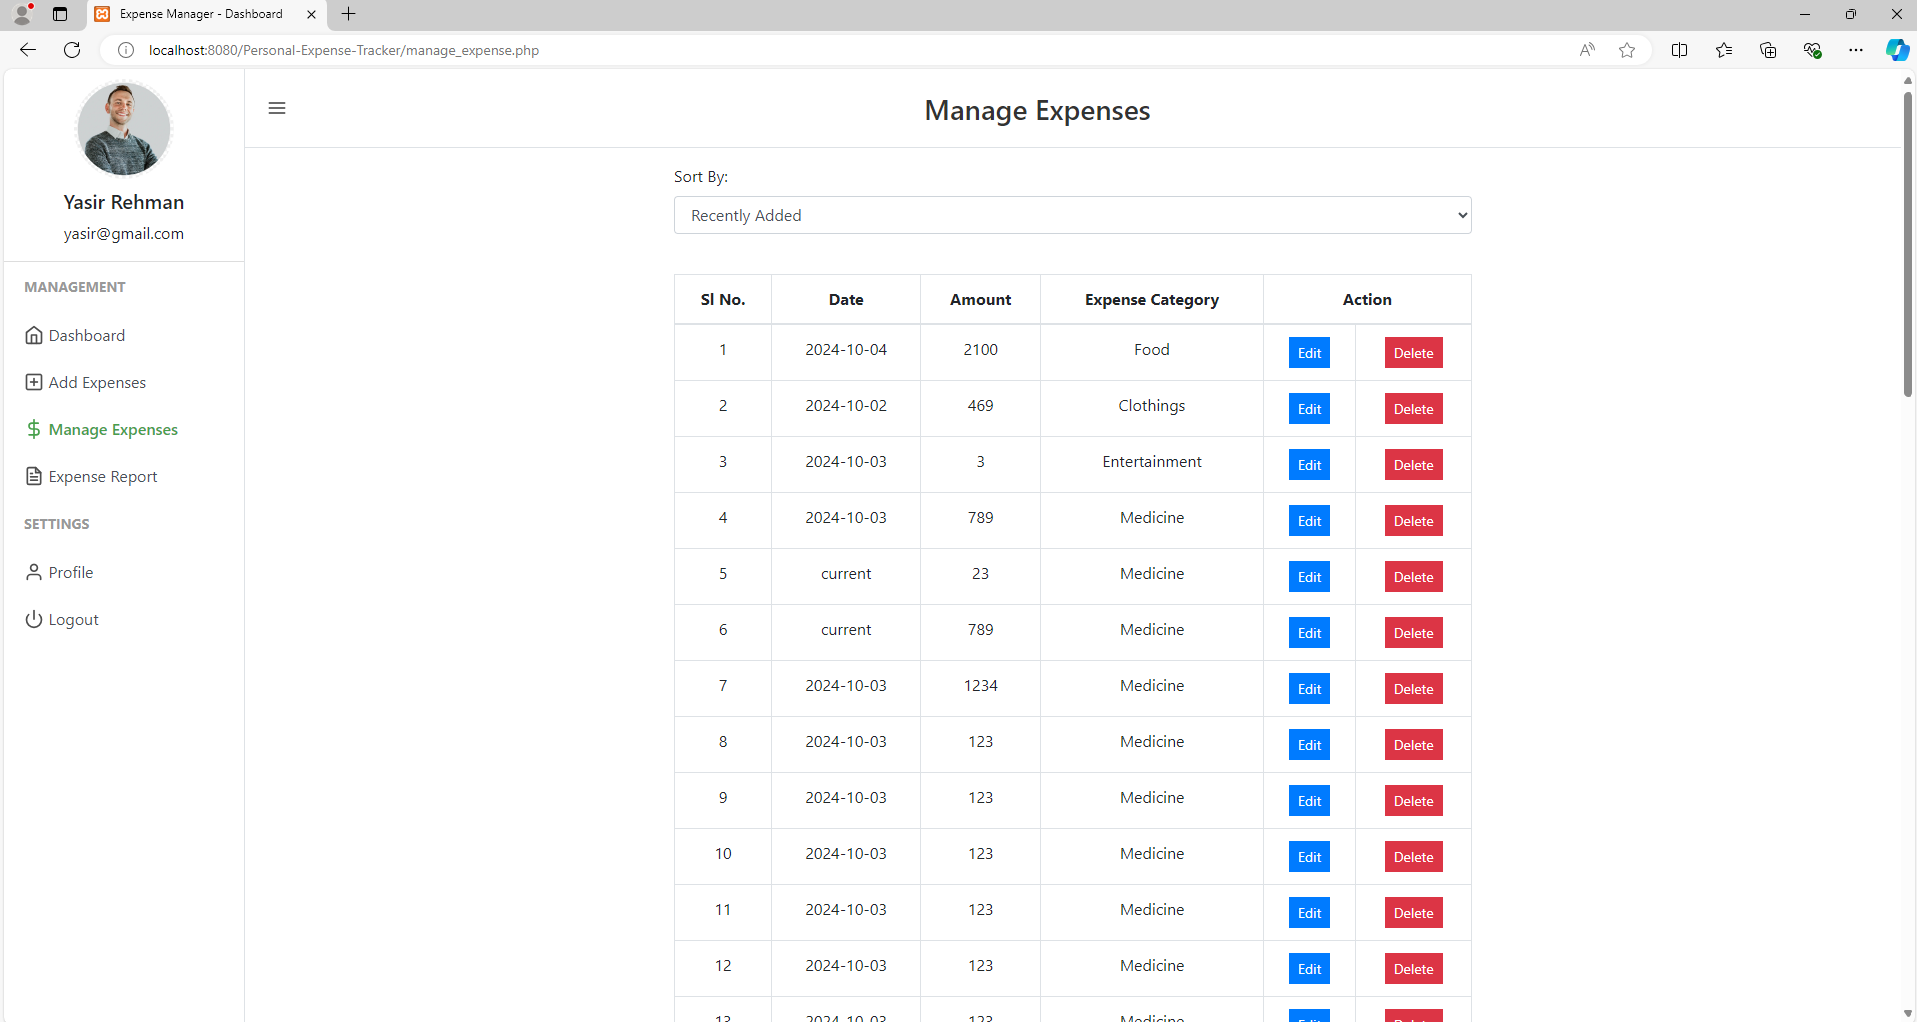 Expense Manager - Dashboard
localhost:8080/Personal-Expense-Tracker/manage_expense.php
Yasir Rehman
yasir@gmail.com
MANAGEMENT
Dashboard
Add Expenses
Manage Expenses
Expense Report
SETTINGS
Profile
Logout
Manage Expenses
Sort By:
Recently Added
Sl No. Date Amount Expense Category Action
1 2024-10-04 2100 Food Edit Delete
2 2024-10-02 469 Clothings Edit Delete
3 2024-10-03 3 Entertainment Edit Delete
4 2024-10-03 789 Medicine Edit Delete
5 current 23 Medicine Edit Delete
6 current 789 Medicine Edit Delete
7 2024-10-03 1234 Medicine Edit Delete
8 2024-10-03 123 Medicine Edit Delete
9 2024-10-03 123 Medicine Edit Delete
10 2024-10-03 123 Medicine Edit Delete
11 2024-10-03 123 Medicine Edit Delete
12 2024-10-03 123 Medicine Edit Delete